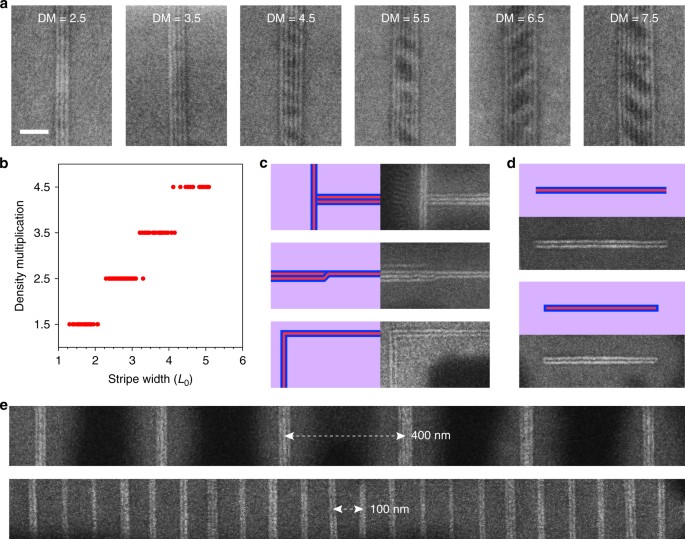 a
DM = 2.5
DM = 3.5
DM = 4.5
DM = 5.5
DM = 6.5
DM = 7.5
b
Density multiplication
4.5
3.5
2.5
1.5
1 2 3 4 5 6
Stripe width (L0)
c
d
e
400 nm
100 nm